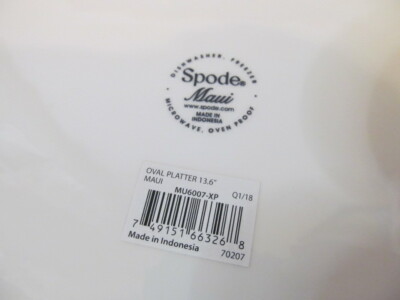 DISHWASHER, FREEZER
Spode®
Maui
www.spode.com
MADE IN
INDONESIA
MICROWAVE, OVEN PROOF
OVAL PLATTER 13.6"
MAUI
MU6007-XP Q1/18
7 49151 66326 8
Made in Indonesia 70207